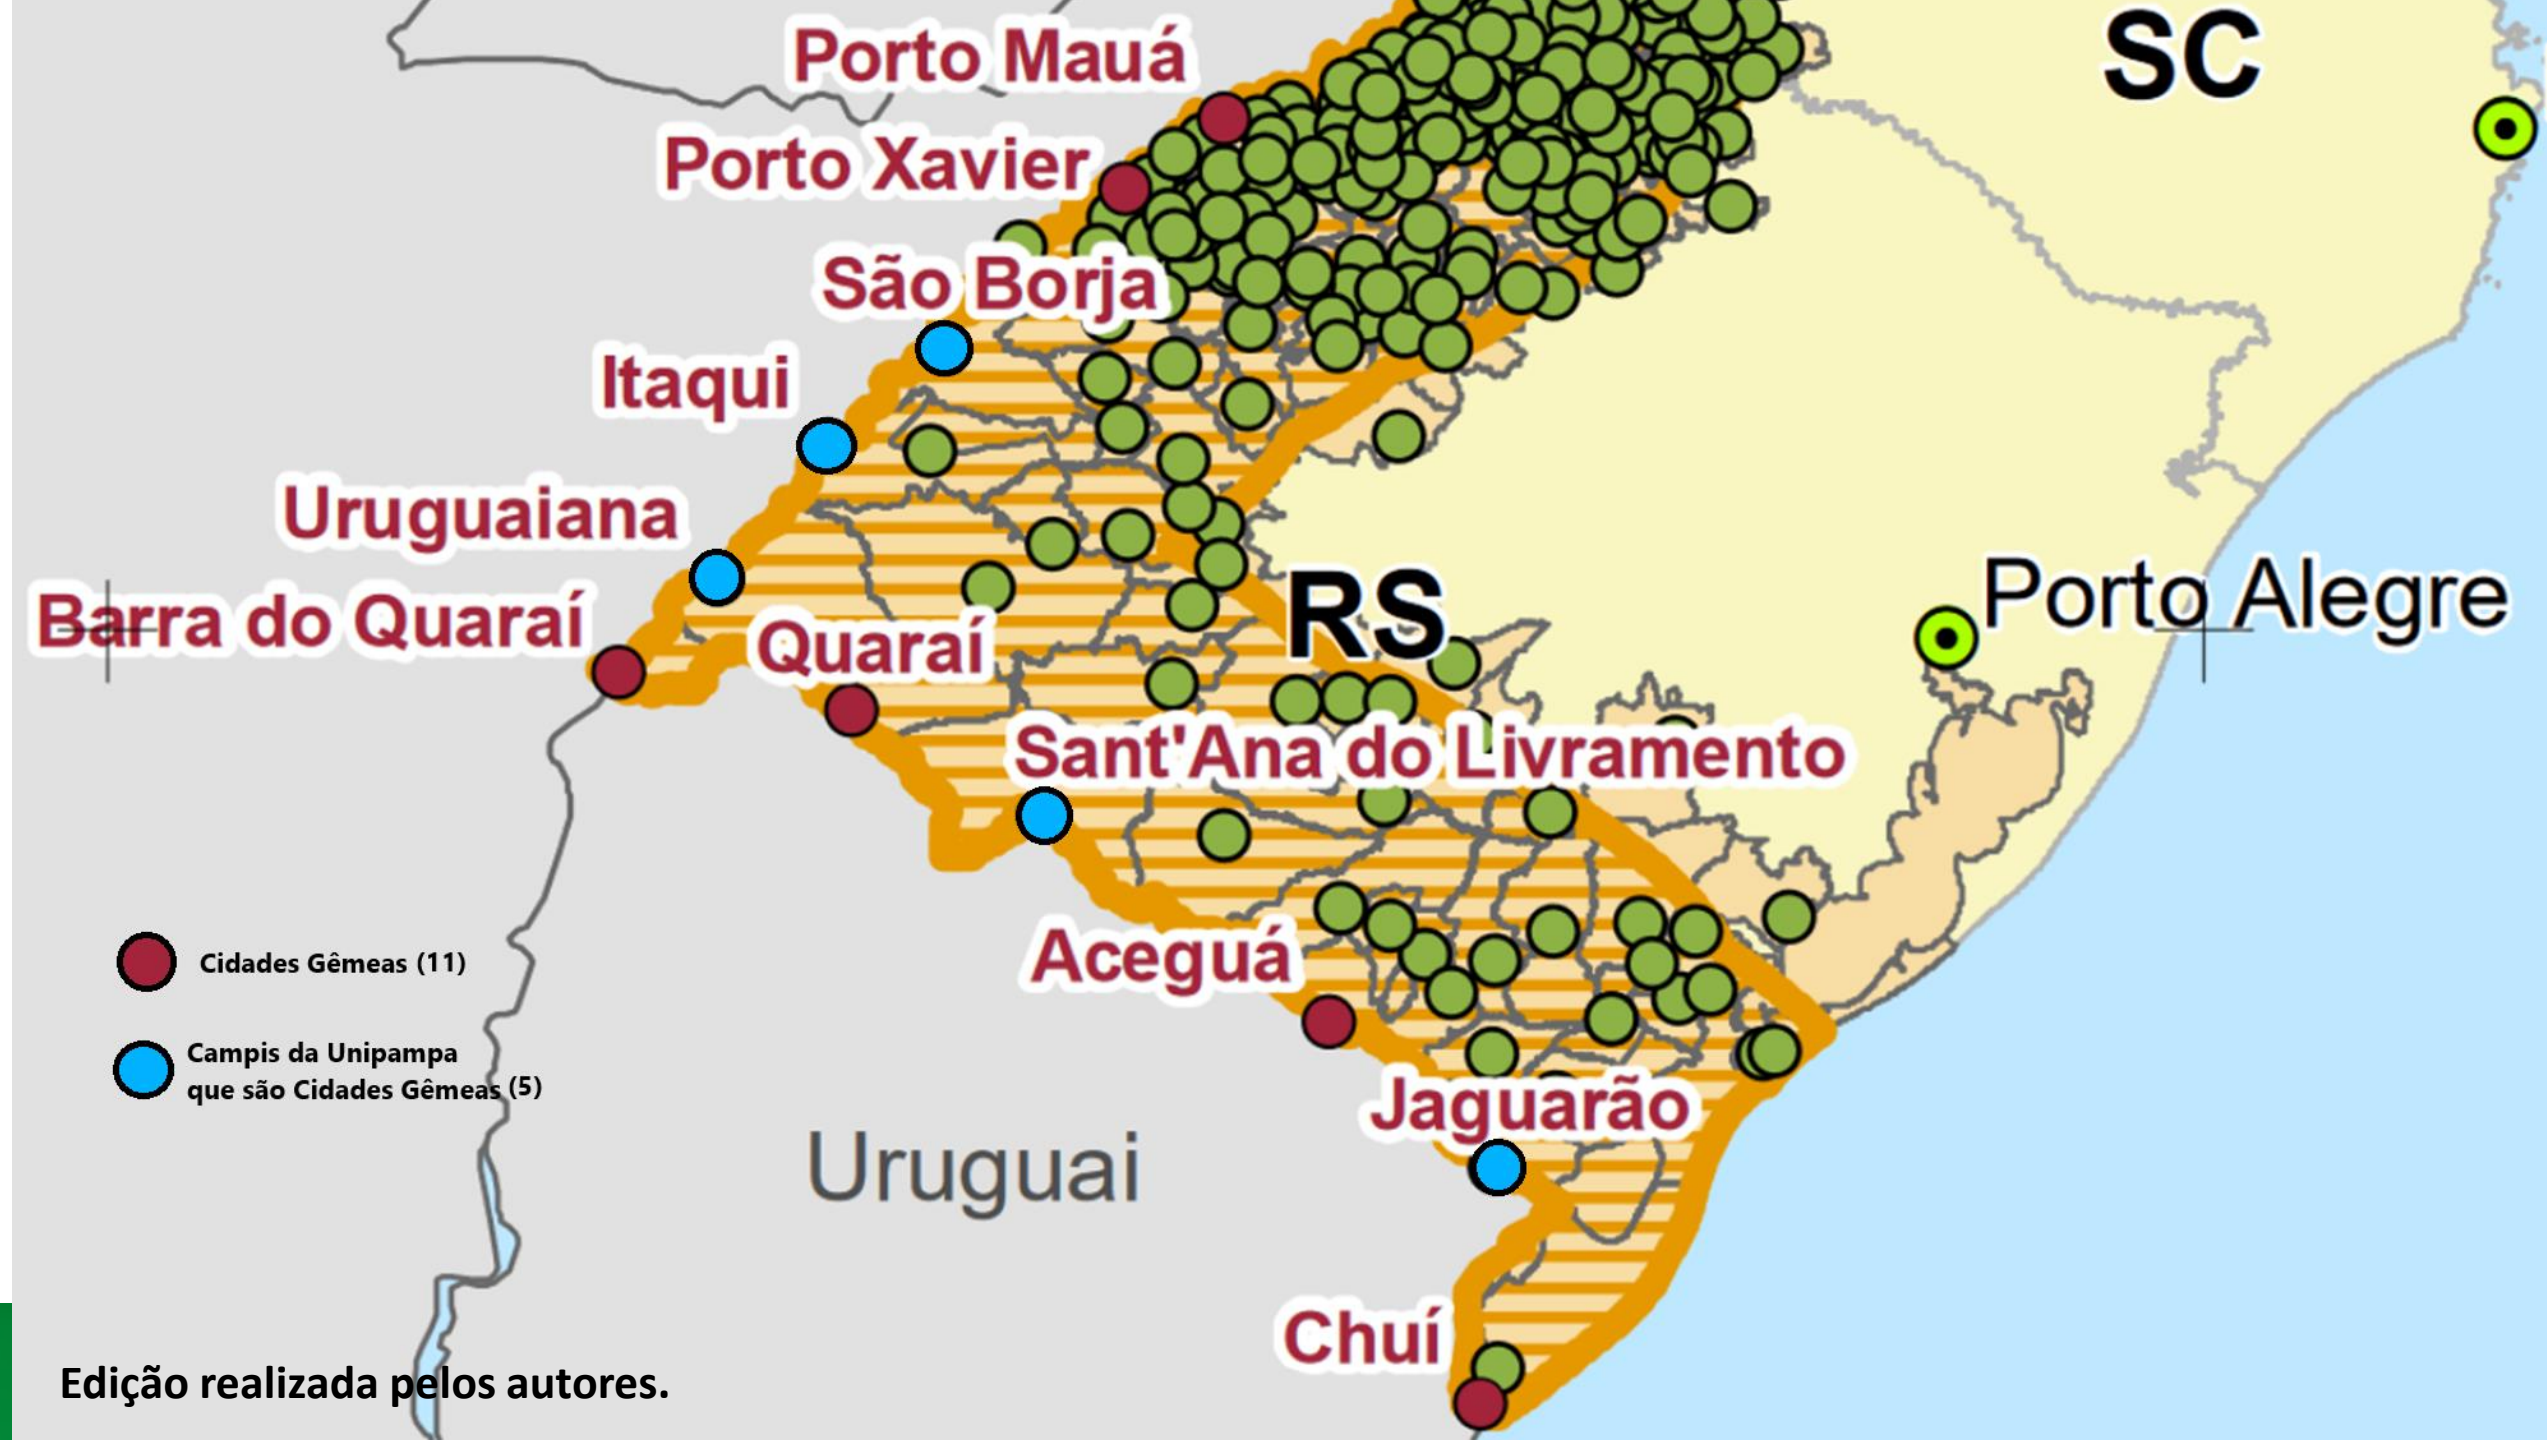 SC
Porto Mauá
Porto Xavier
São Borja
Itaqui
Uruguaiana
Barra do Quaraí
Quaraí
RS
Porto Alegre
Sant'Ana do Livramento
Aceguá
Cidades Gêmeas (11)
Campis da Unipampa
que são Cidades Gêmeas (5)
Jaguarão
Uruguai
Chuí
Edição realizada pelos autores.